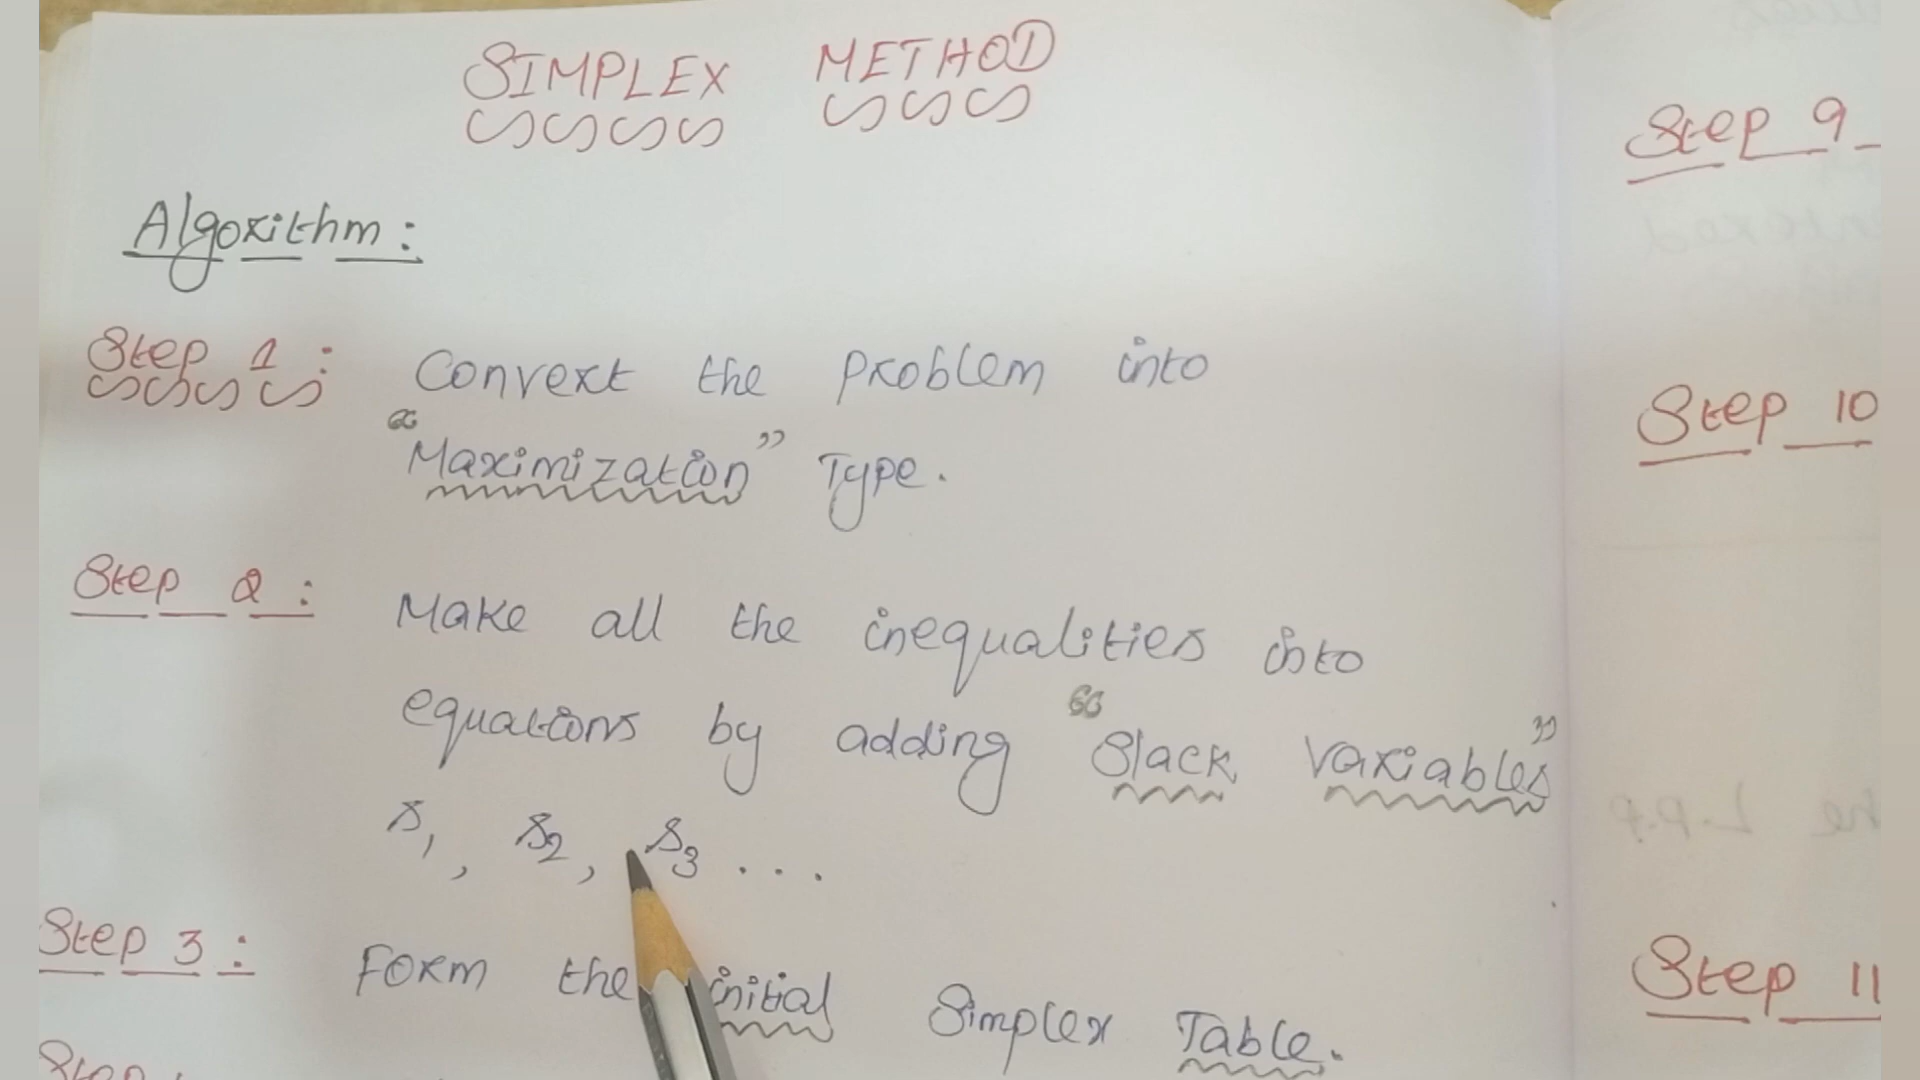 SIMPLEX METHOD
Algorithm:
Step 1: Convert the problem into
"Maximization" Type.
Step 2: Make all the inequalities into
equations by adding "Slack Variables"
s1, s2, s3 ...
Step 3: Form the initial Simplex Table.
Step
Step 9
Step 10
Step 11